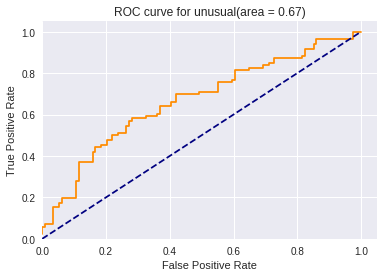 ROC curve for unusual(area = 0.67)
True Positive Rate
1.0
0.8
0.6
0.4
0.2
0.0
0.0 0.2 0.4 0.6 0.8 1.0
False Positive Rate